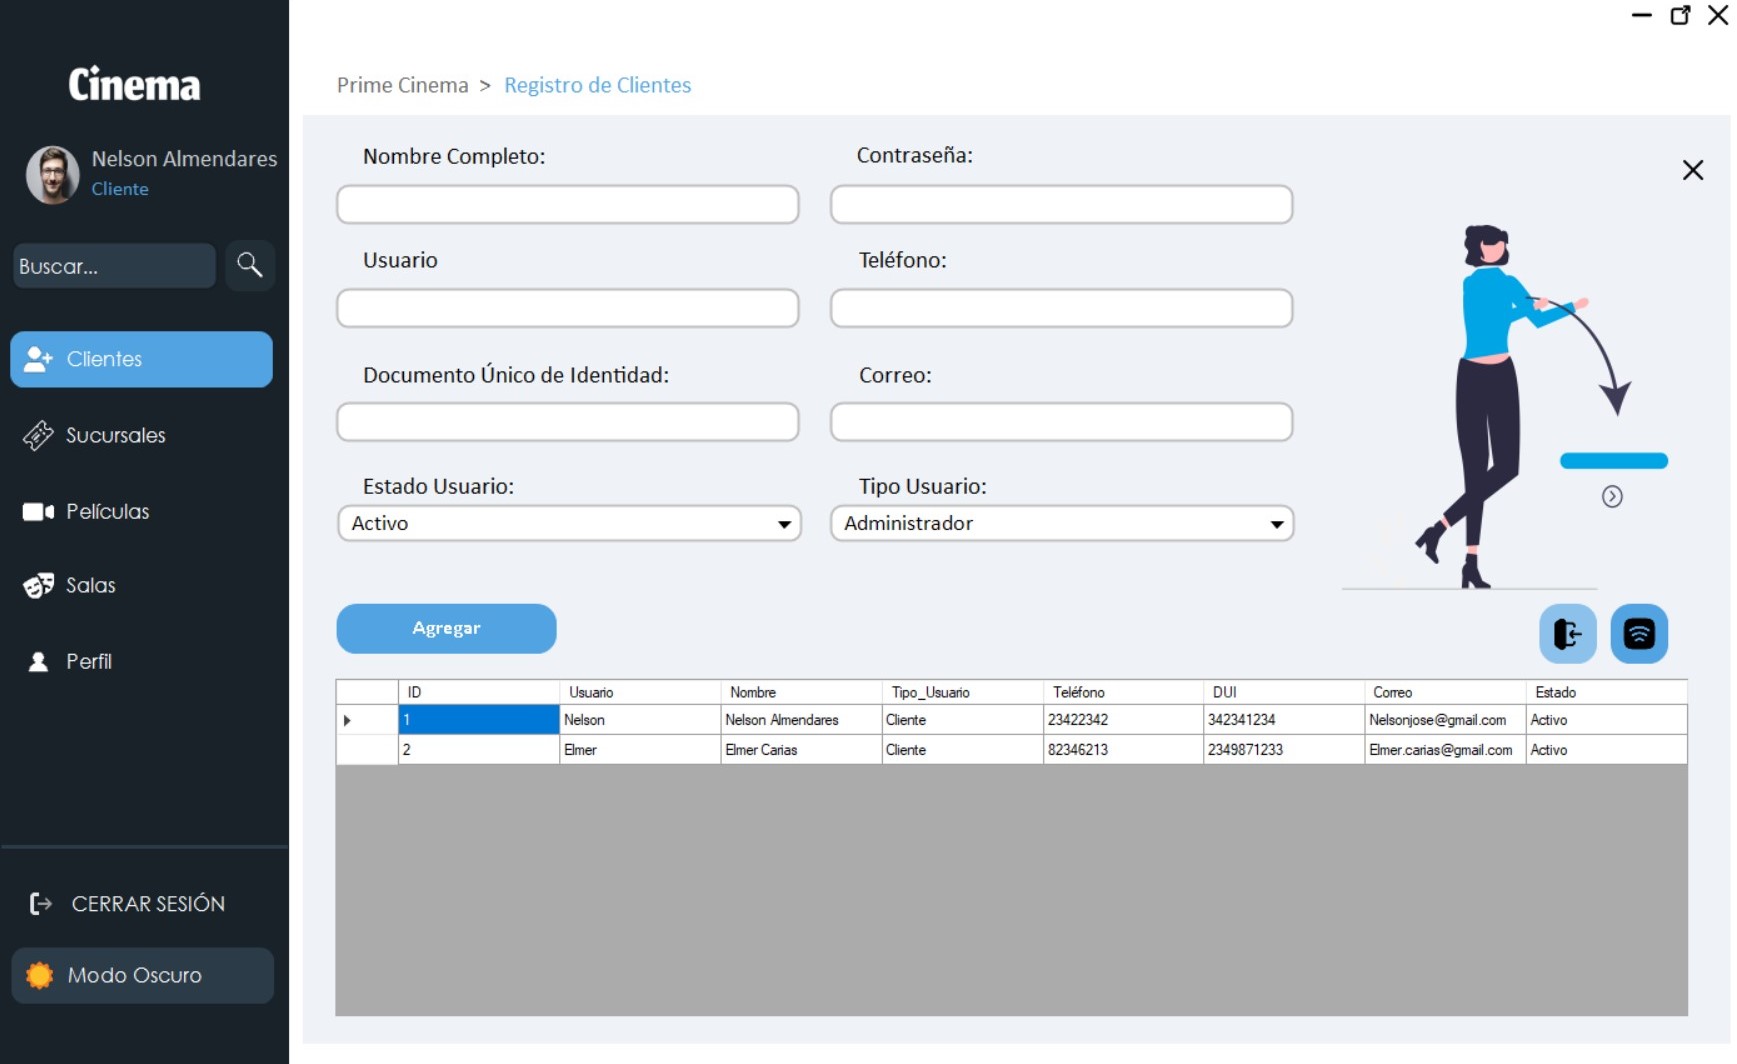 Cinema
Nelson Almendares
Cliente
Buscar...
Clientes
Sucursales
Películas
Salas
Perfil
CERRAR SESIÓN
Modo Oscuro
Prime Cinema > Registro de Clientes
Nombre Completo: Contraseña:
Usuario Teléfono:
Documento Único de Identidad: Correo:
Estado Usuario: Tipo Usuario:
Activo Administrador
Agregar
ID Usuario Nombre Tipo_Usuario Teléfono DUI Correo Estado
1 Nelson Nelson Almendares Cliente 23422342 342341234 Nelsonjose@gmail.com Activo
2 Elmer Elmer Carias Cliente 82346213 2349871233 Elmer.carias@gmail.com Activo